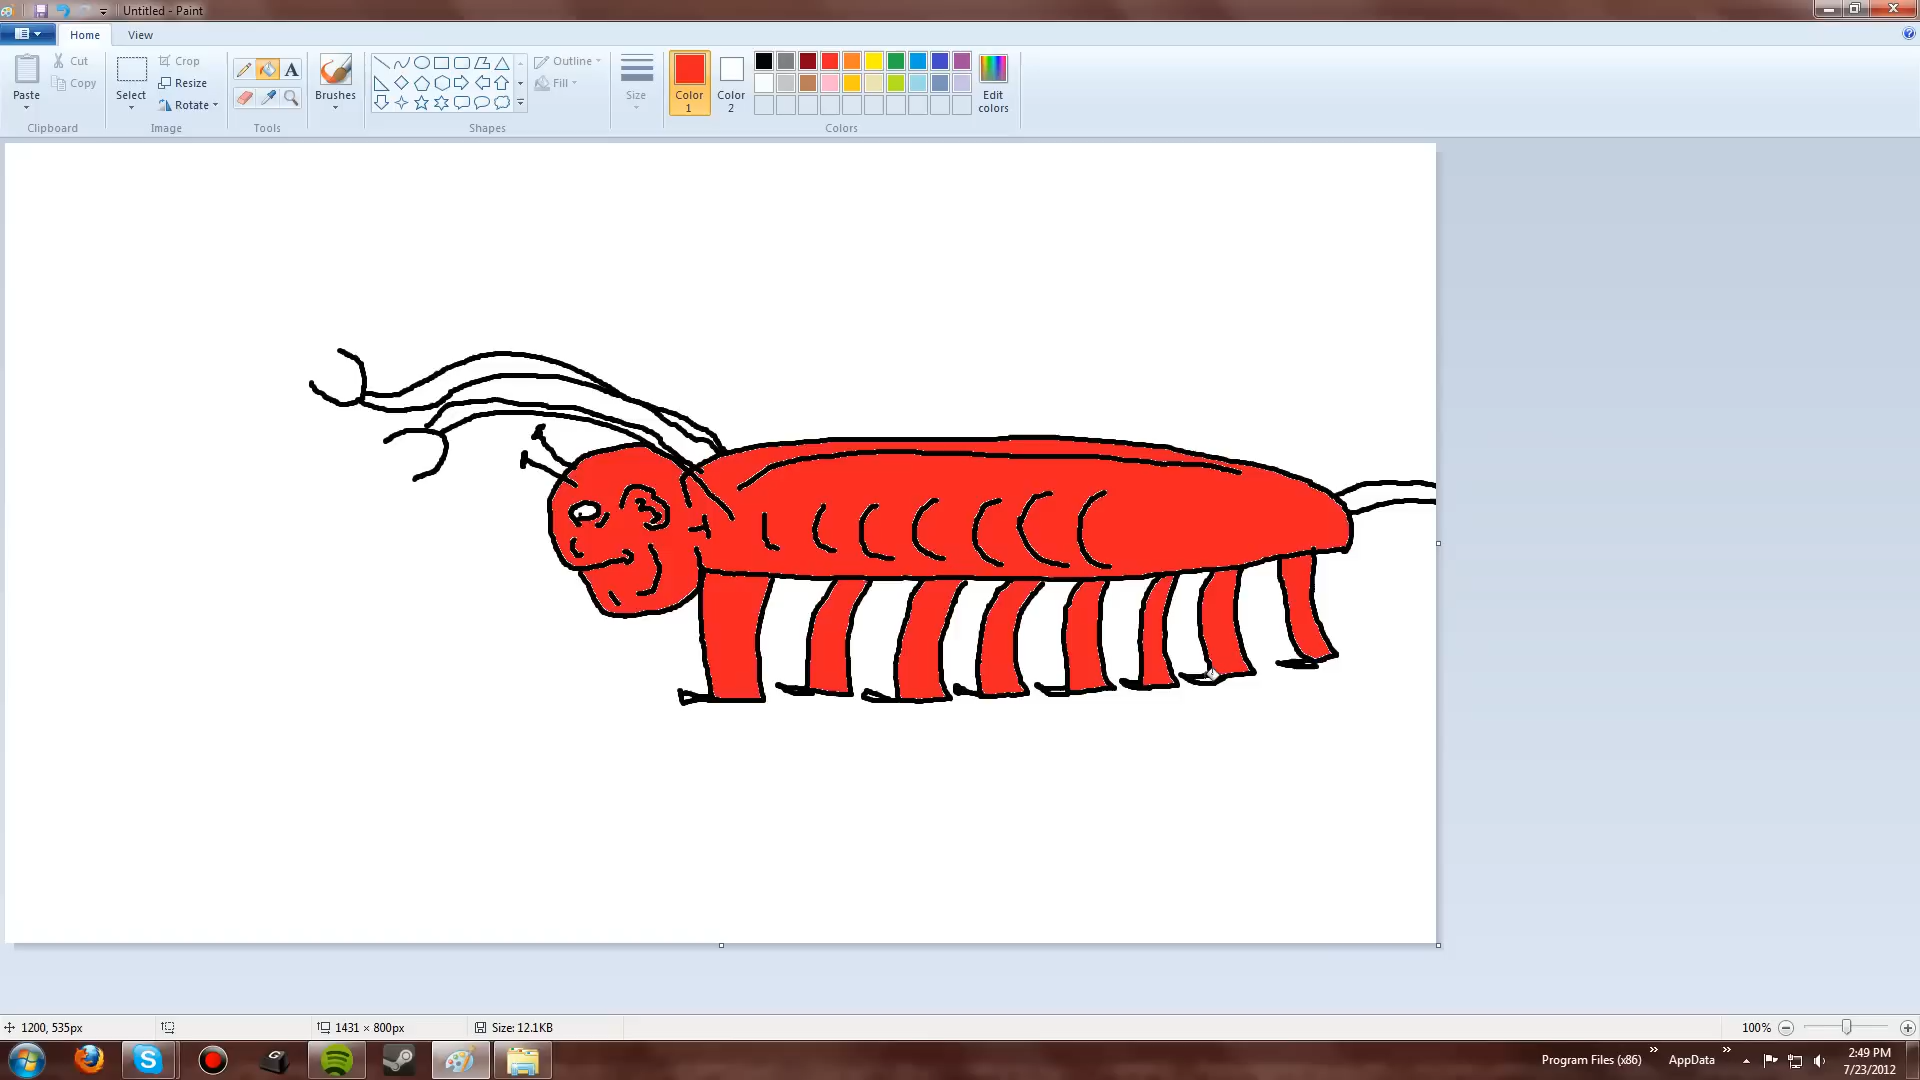 Untitled - Paint
Home View
Paste
Cut
Copy
Clipboard
Select
Crop
Resize
Rotate
Image
A
Tools
Brushes
Shapes
Outline
Fill
Size
Color 1
Color 2
Edit colors
Colors
1200, 535px
1431 × 800px
Size: 12.1KB
100%
Program Files (x86) » AppData »
2:49 PM
7/23/2012